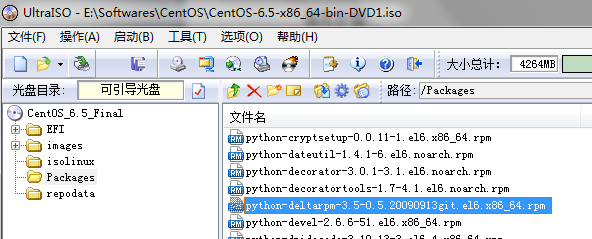 UltraISO - E:\Softwares\CentOS\CentOS-6.5-x86_64-bin-DVD1.iso
文件(F) 操作(A) 启动(B) 工具(T) 选项(O) 帮助(H)
大小总计: 4264MB
光盘目录: 可引导光盘 路径: /Packages
CentOS_6.5_Final
EFI
images
isolinux
Packages
repodata
文件名
python-cryptsetup-0.0.11-1.el6.x86_64.rpm
python-dateutil-1.4.1-6.el6.noarch.rpm
python-decorator-3.0.1-3.1.el6.noarch.rpm
python-decoratortools-1.7-4.1.el6.noarch.rpm
python-deltarpm-3.5-0.5.20090913git.el6.x86_64.rpm
python-devel-2.6.6-51.el6.x86_64.rpm